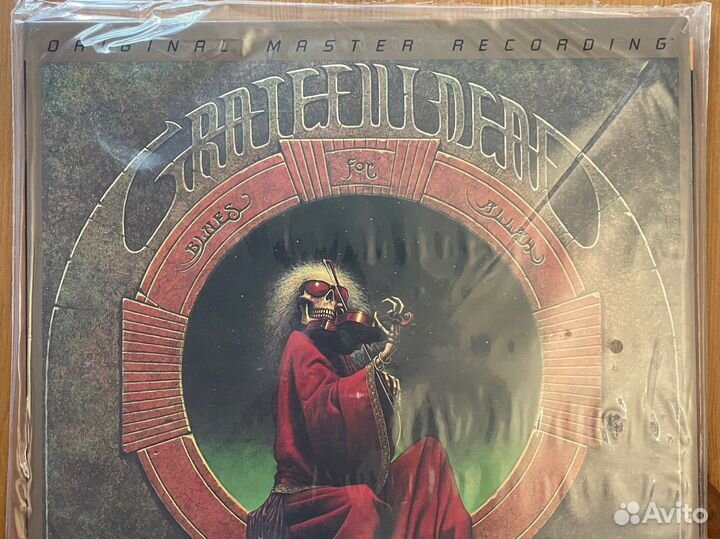 ORIGINAL MASTER RECORDING
GRATEFUL DEAD
BLUES for ALLAH
Avito